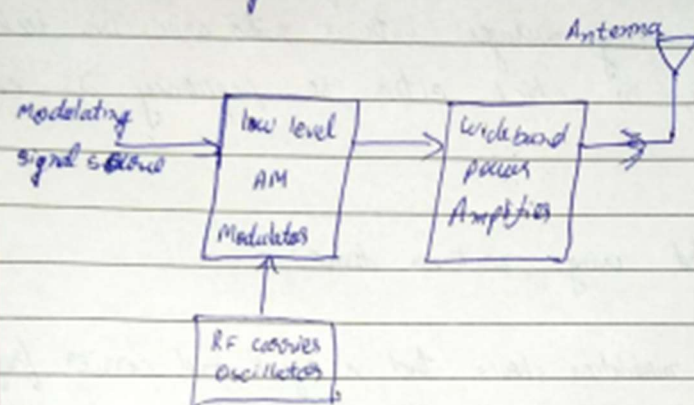 Antenna
Modulating
signal source
low level
AM
Modulator
Wideband
power
Amplifier
RF carrier
oscillator